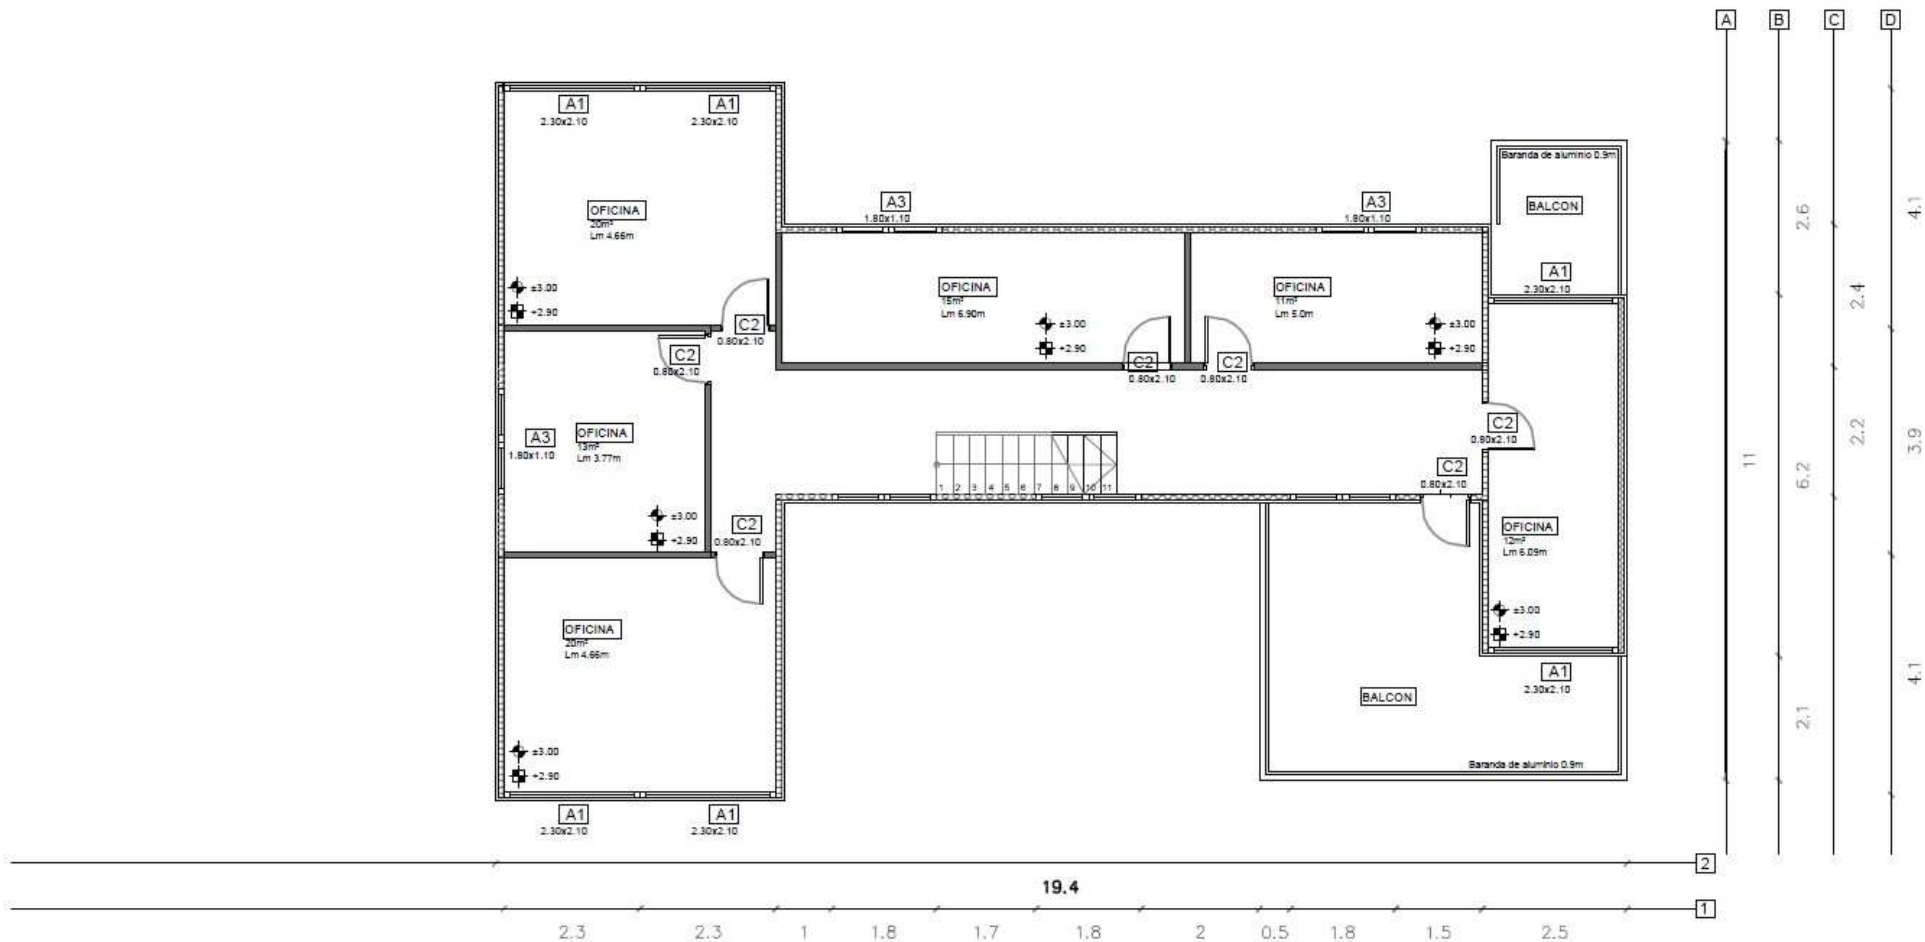 A B C D
A1 A1
2.30x2.10 2.30x2.10
Baranda de aluminio 0.9m
A3 A3
1.80x1.10 1.80x1.10
BALCON
OFICINA
20m²
Lm 4.66m
2.6
4.1
A1
2.30x2.10
OFICINA
15m²
Lm 6.90m
OFICINA
11m²
Lm 5.0m
2.4
±3.00
+2.90
C2
0.80x2.10
±3.00
+2.90
±3.00
+2.90
C2
0.80x2.10
C2
0.80x2.10
C2
0.80x2.10
A3
1.80x1.10
OFICINA
13m²
Lm 3.77m
C2
0.80x2.10
2.2
3.9
11
6.2
1 2 3 4 5 6 7 8 9 10 11
C2
0.80x2.10
±3.00
+2.90
C2
0.80x2.10
OFICINA
12m²
Lm 6.09m
OFICINA
20m²
Lm 4.66m
±3.00
+2.90
A1
2.30x2.10
BALCON
4.1
2.1
±3.00
+2.90
Baranda de aluminio 0.9m
A1 A1
2.30x2.10 2.30x2.10
2
19.4
1
2.3 2.3 1 1.8 1.7 1.8 2 0.5 1.8 1.5 2.5